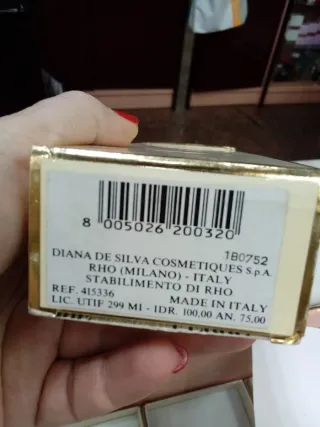 8 005026 200320
1B0752
DIANA DE SILVA COSMETIQUES S.p.A.
RHO (MILANO) - ITALY
STABILIMENTO DI RHO
REF. 415336 MADE IN ITALY
LIC. UTIF 299 MI - IDR. 100,00 AN. 75,00